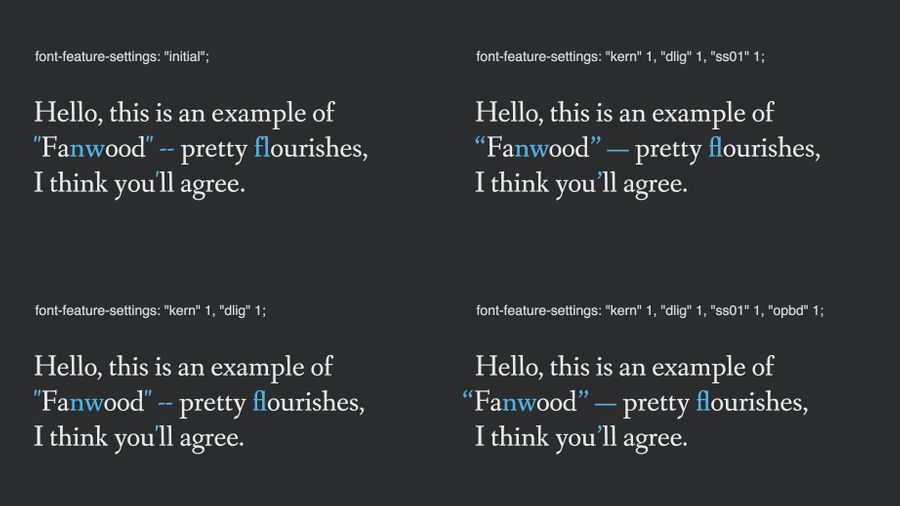 font-feature-settings: "initial";
Hello, this is an example of
"Fanwood" -- pretty flourishes,
I think you'll agree.
font-feature-settings: "kern" 1, "dlig" 1, "ss01" 1;
Hello, this is an example of
“Fanwood” — pretty flourishes,
I think you’ll agree.
font-feature-settings: "kern" 1, "dlig" 1;
Hello, this is an example of
"Fanwood" -- pretty flourishes,
I think you'll agree.
font-feature-settings: "kern" 1, "dlig" 1, "ss01" 1, "opbd" 1;
Hello, this is an example of
“Fanwood” — pretty flourishes,
I think you’ll agree.